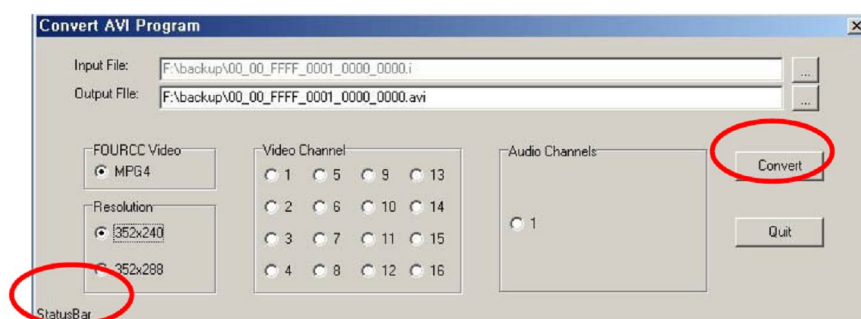 Convert AVI Program
Input File: F:\backup\00_00_FFFF_0001_0000_0000.i ...
Output FIle: F:\backup\00_00_FFFF_0001_0000_0000.avi ...
FOURCC Video Video Channel Audio Channels
MPG4 1 5 9 13 Convert
Resolution 2 6 10 14
352x240 3 7 11 15 1 Quit
352x288 4 8 12 16
StatusBar